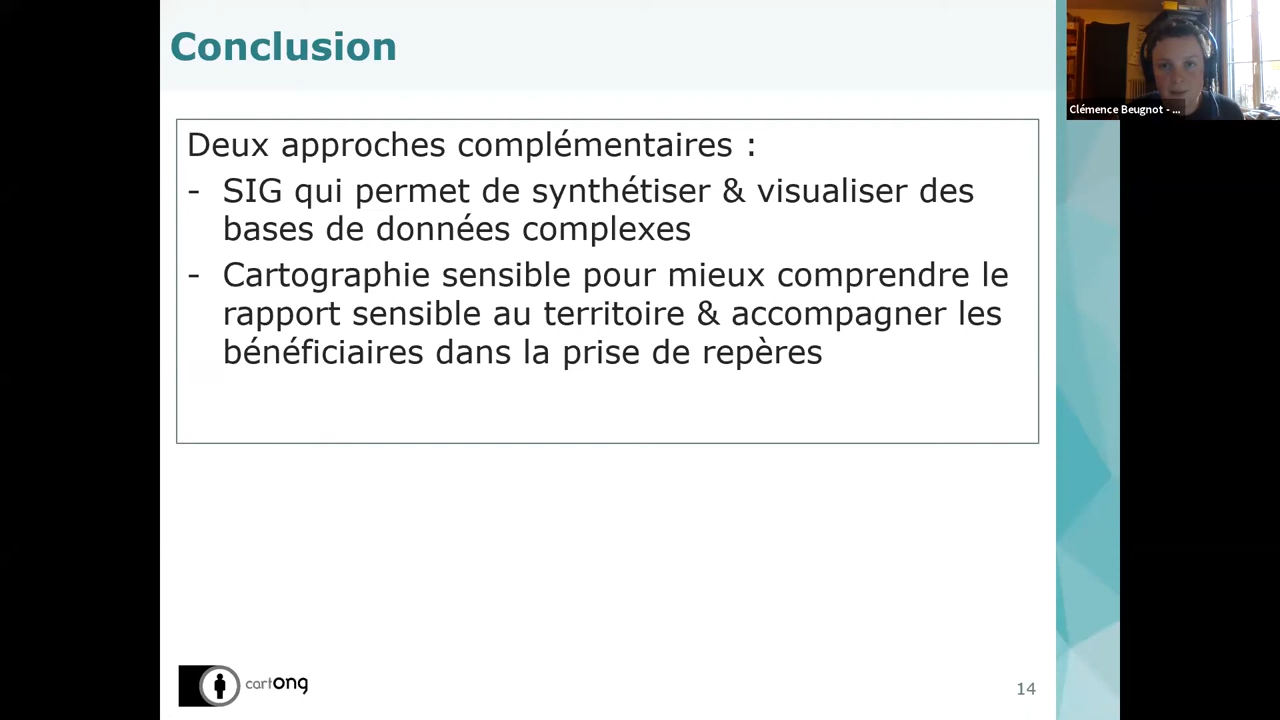 Conclusion
Clémence Beugnot - ...
Deux approches complémentaires :
- SIG qui permet de synthétiser & visualiser des
bases de données complexes
- Cartographie sensible pour mieux comprendre le
rapport sensible au territoire & accompagner les
bénéficiaires dans la prise de repères
cartong
14